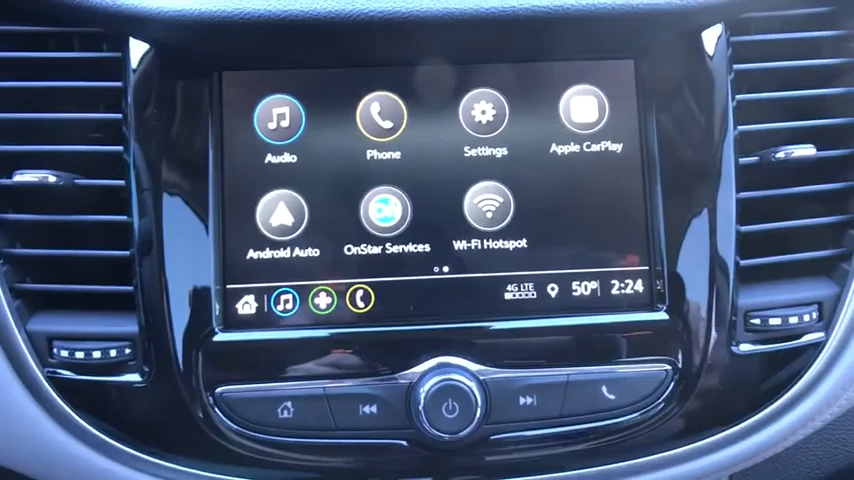 Audio
Phone
Settings
Apple CarPlay
Android Auto
OnStar Services
Wi-Fi Hotspot
4G LTE
50°
2:24